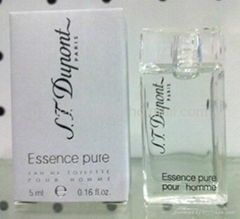 S.T. Dupont
PARIS
Essence pure
EAU DE TOILETTE
POUR HOMME
5 ml e 0.16 fl.oz.
S.T. Dupont
PARIS
Essence pure
pour homme